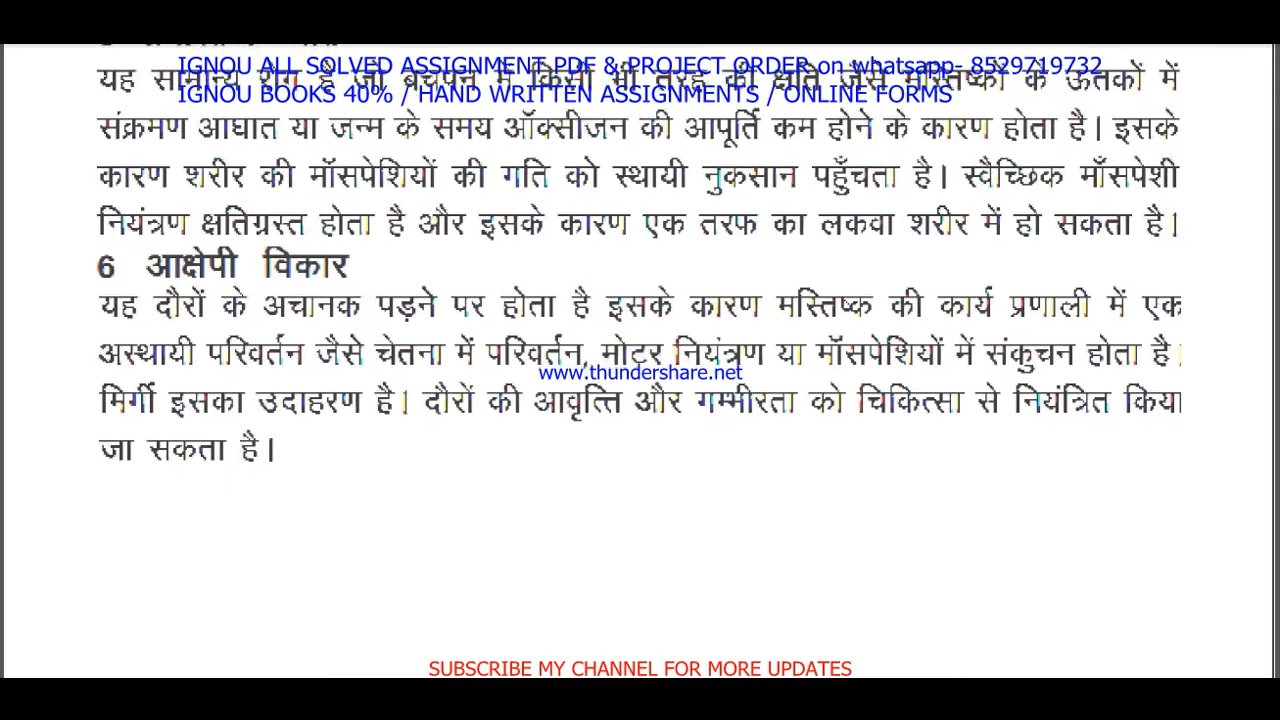 IGNOU ALL SOLVED ASSIGNMENT PDF & PROJECT ORDER on whatsapp- 8529719732
यह सामान्य रोग है जो बचपन में किसी भी तरह की क्षति जैसे मस्तिष्कों के ऊतकों में
IGNOU BOOKS 40% / HAND WRITTEN ASSIGNMENTS / ONLINE FORMS
संक्रमण आघात या जन्म के समय ऑक्सीजन की आपूर्ति कम होने के कारण होता है। इसके
कारण शरीर की मॉसपेशियों की गति को स्थायी नुकसान पहुँचता है। स्वैच्छिक माँसपेशी
नियंत्रण क्षतिग्रस्त होता है और इसके कारण एक तरफ का लकवा शरीर में हो सकता है।
6 आक्षेपी विकार
यह दौरों के अचानक पड़ने पर होता है इसके कारण मस्तिष्क की कार्य प्रणाली में एक
अस्थायी परिवर्तन जैसे चेतना में परिवर्तन, मोटर नियंत्रण या मॉसपेशियों में संकुचन होता है।
www.thundershare.net
मिर्गी इसका उदाहरण है। दौरों की आवृत्ति और गम्भीरता को चिकित्सा से नियंत्रित किया
जा सकता है।
SUBSCRIBE MY CHANNEL FOR MORE UPDATES